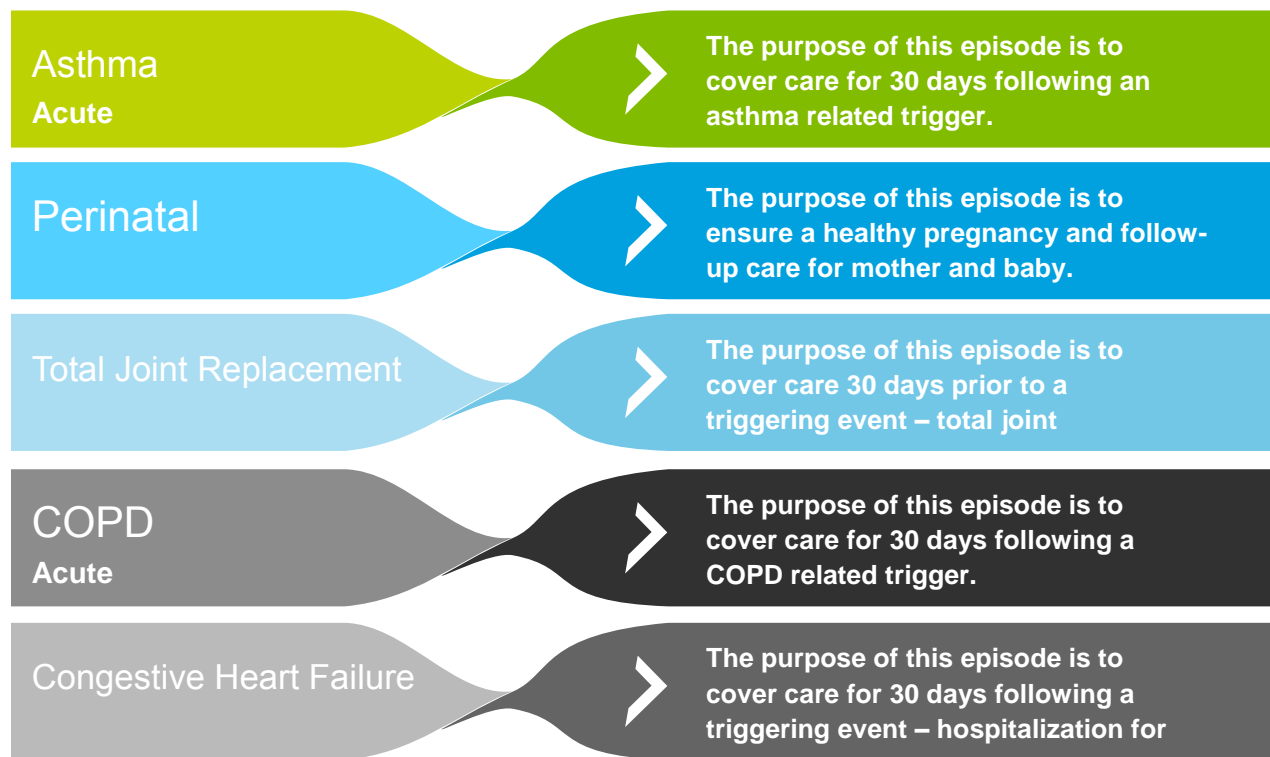 Asthma
Acute
The purpose of this episode is to
cover care for 30 days following an
asthma related trigger.
Perinatal
The purpose of this episode is to
ensure a healthy pregnancy and follow-
up care for mother and baby.
Total Joint Replacement
The purpose of this episode is to
cover care 30 days prior to a
triggering event – total joint
COPD
Acute
The purpose of this episode is to
cover care for 30 days following a
COPD related trigger.
Congestive Heart Failure
The purpose of this episode is to
cover care for 30 days following a
triggering event – hospitalization for